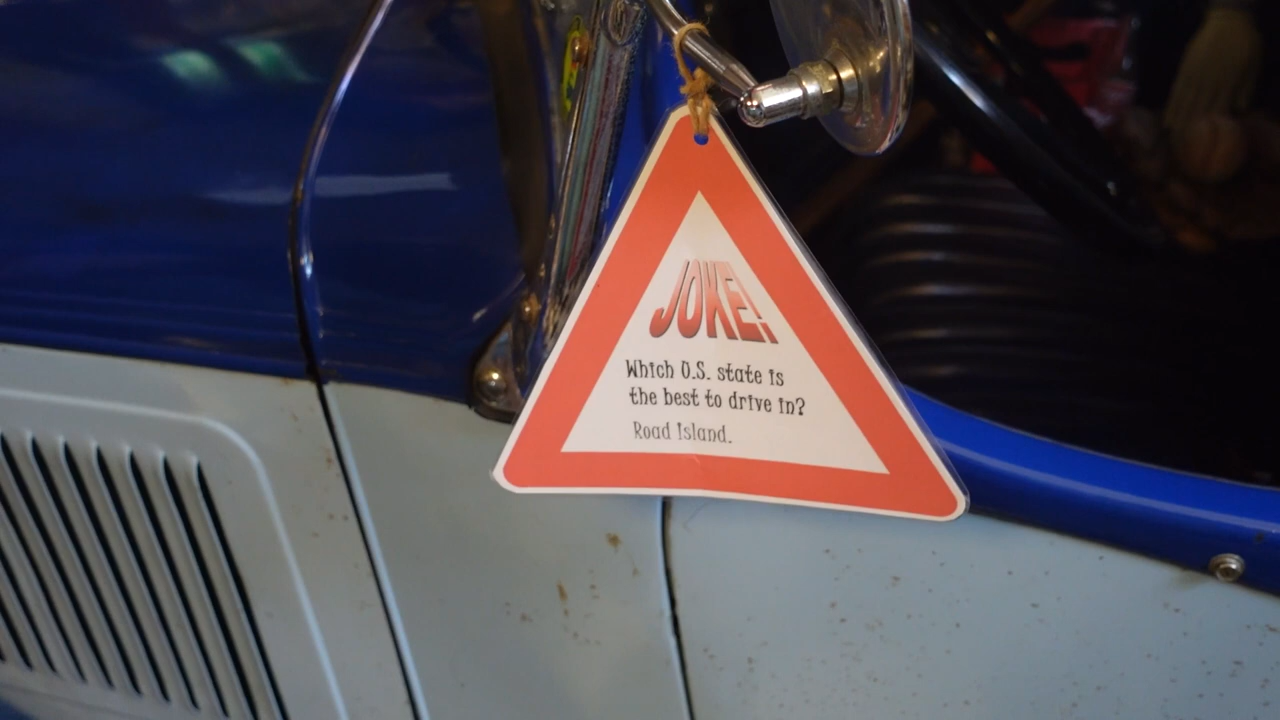 JOKE!
Which U.S. state is
the best to drive in?
Road Island.